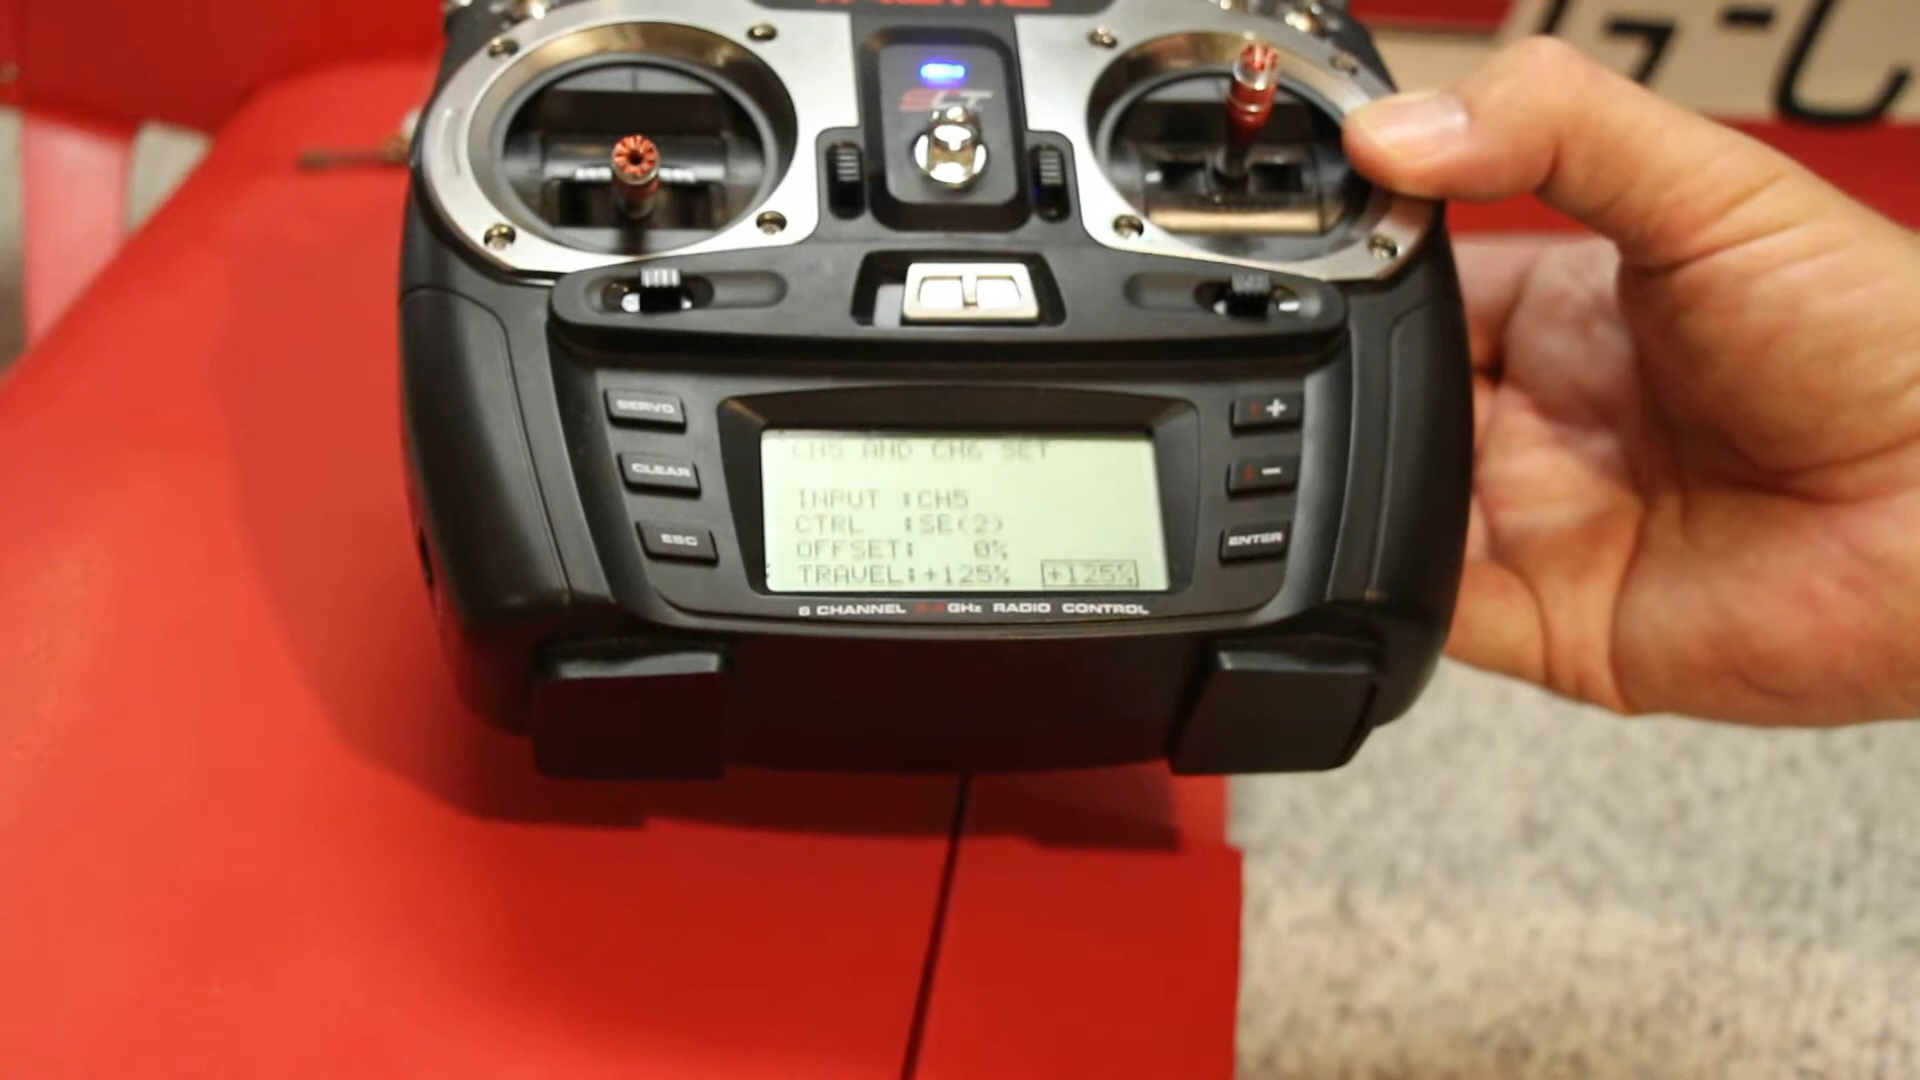 SLT
SERVO
CLEAR
ESC
+
-
ENTER
CH5 AND CH6 SET
INPUT :CH5
CTRL :SE(2)
OFFSET: 0%
TRAVEL:+125% +125%
6 CHANNEL 2.4GHz RADIO CONTROL
G-C